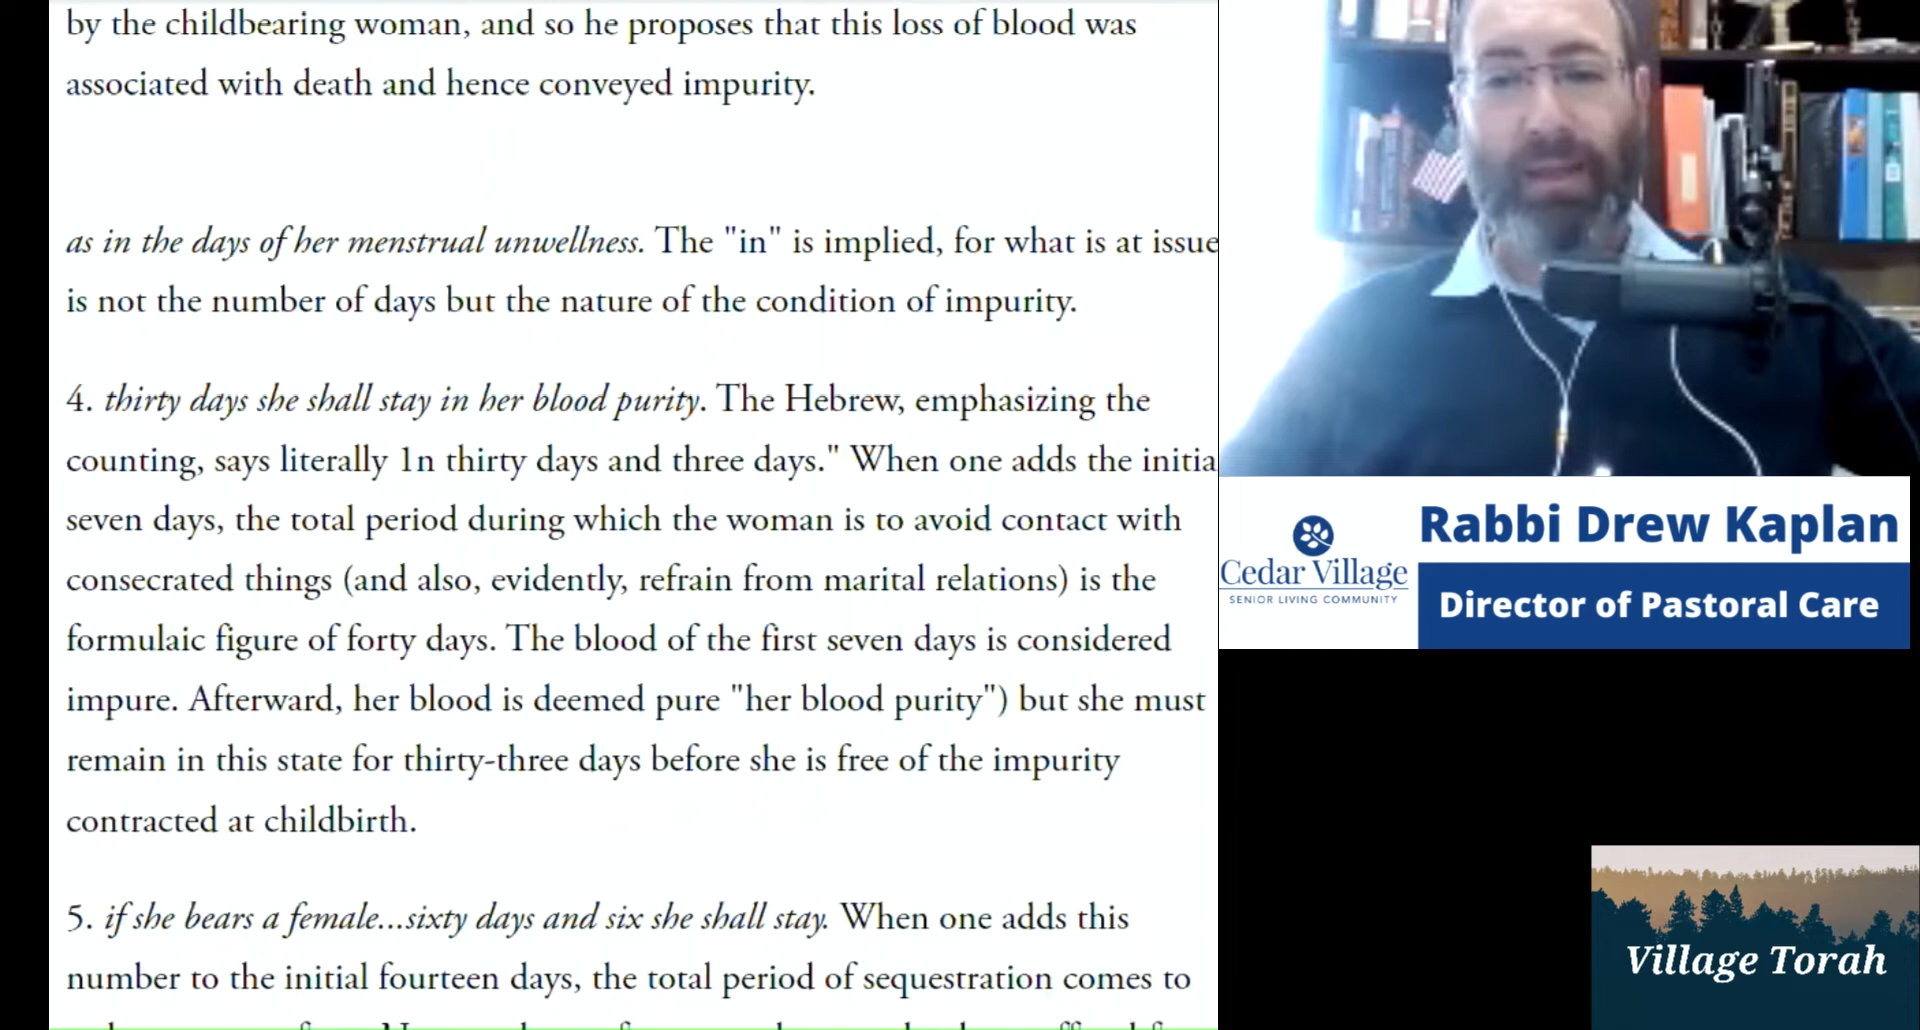 by the childbearing woman, and so he proposes that this loss of blood was
associated with death and hence conveyed impurity.
as in the days of her menstrual unwellness. The "in" is implied, for what is at issue
is not the number of days but the nature of the condition of impurity.
4. thirty days she shall stay in her blood purity. The Hebrew, emphasizing the
counting, says literally 1n thirty days and three days." When one adds the initia
seven days, the total period during which the woman is to avoid contact with
consecrated things (and also, evidently, refrain from marital relations) is the
formulaic figure of forty days. The blood of the first seven days is considered
impure. Afterward, her blood is deemed pure "her blood purity") but she must
remain in this state for thirty-three days before she is free of the impurity
contracted at childbirth.
5. if she bears a female...sixty days and six she shall stay. When one adds this
number to the initial fourteen days, the total period of sequestration comes to
Rabbi Drew Kaplan
Cedar Village
SENIOR LIVING COMMUNITY
Director of Pastoral Care
Village Torah